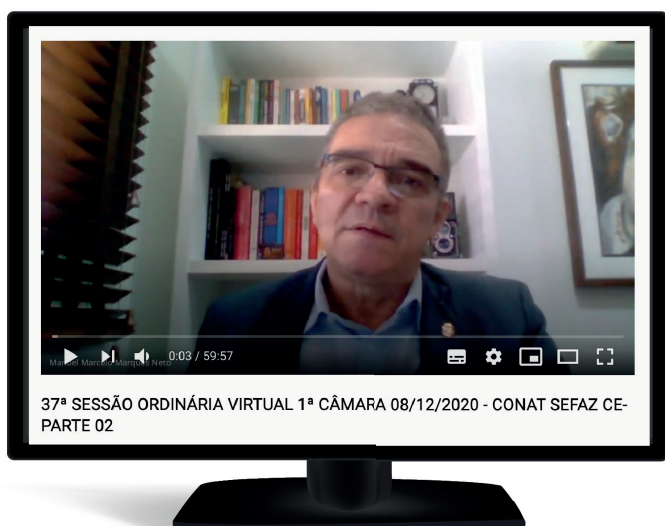 Manoel Marcelo Marques Neto
0:03 / 59:57
37ª SESSÃO ORDINÁRIA VIRTUAL 1ª CÂMARA 08/12/2020 - CONAT SEFAZ CE-
PARTE 02